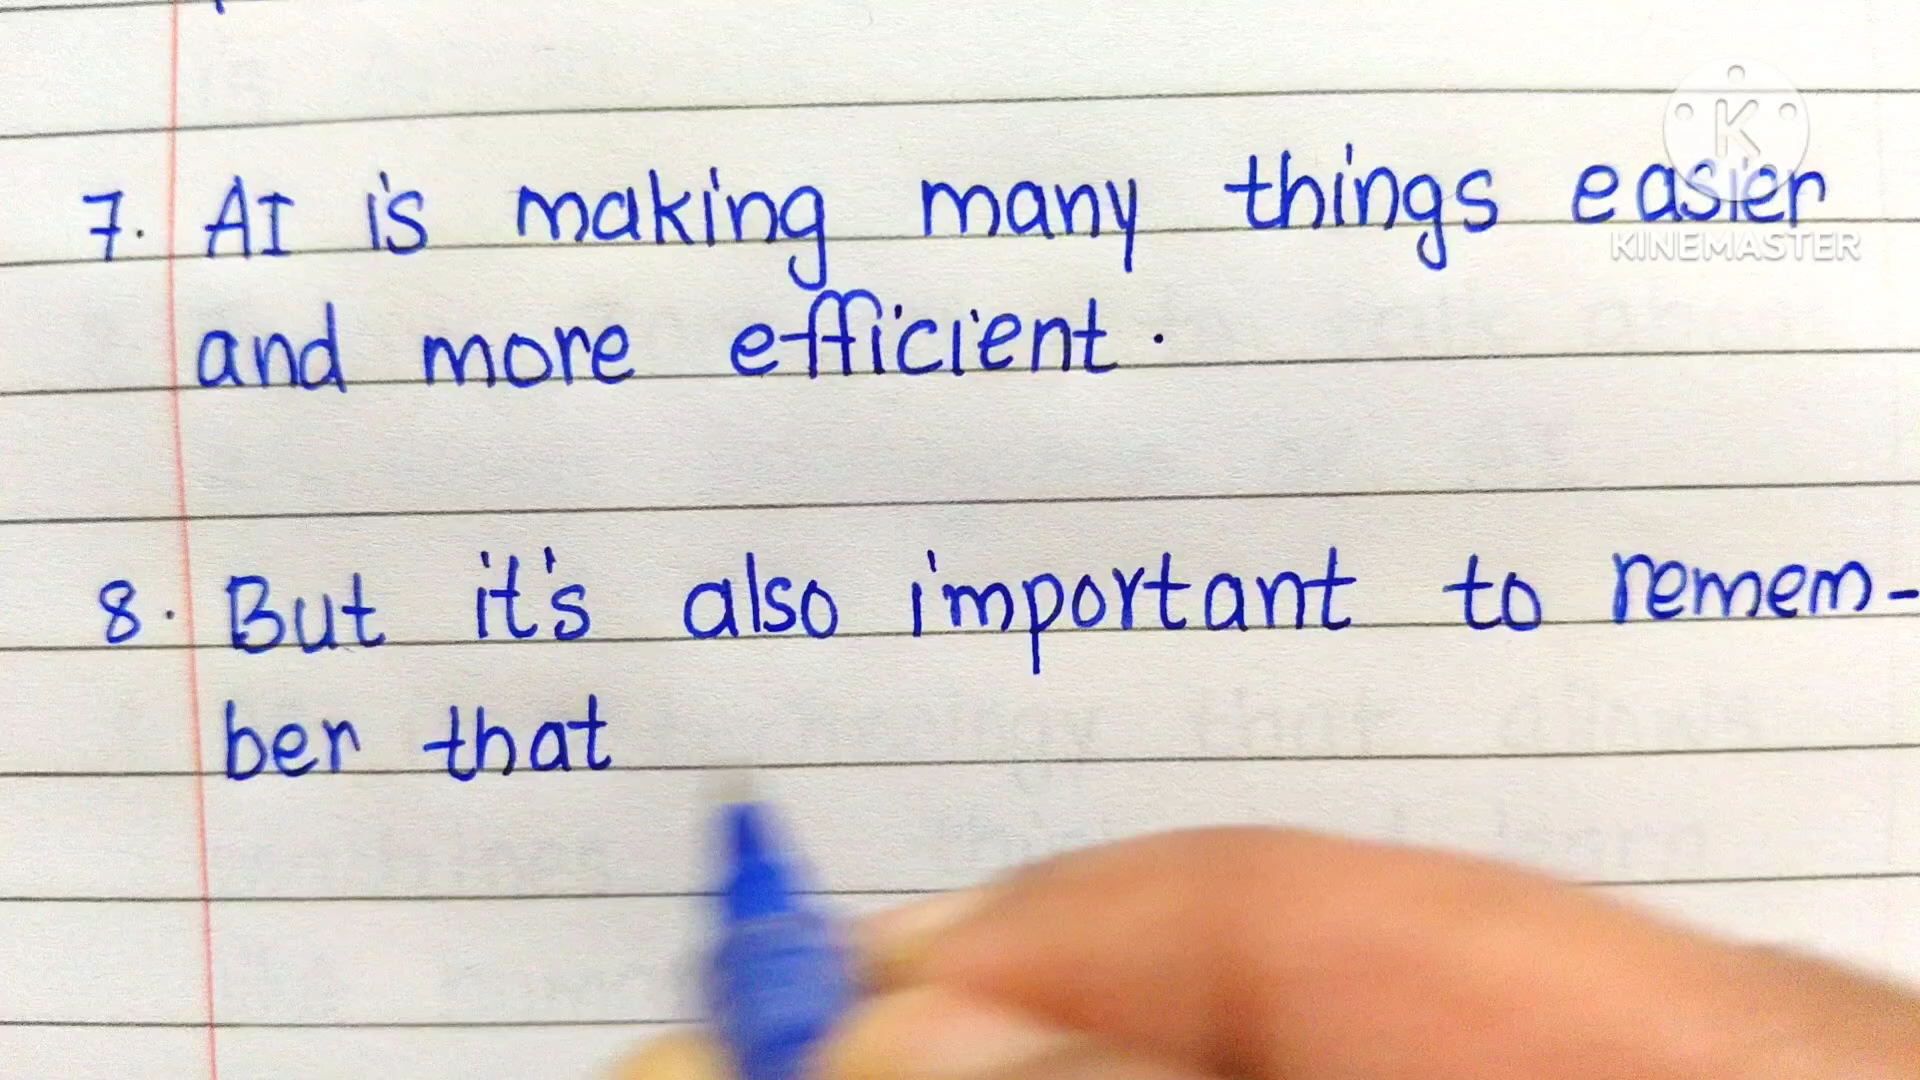 7. AI is making many things easier
and more efficient.
8. But it's also important to remem-
ber that
K
KINEMASTER